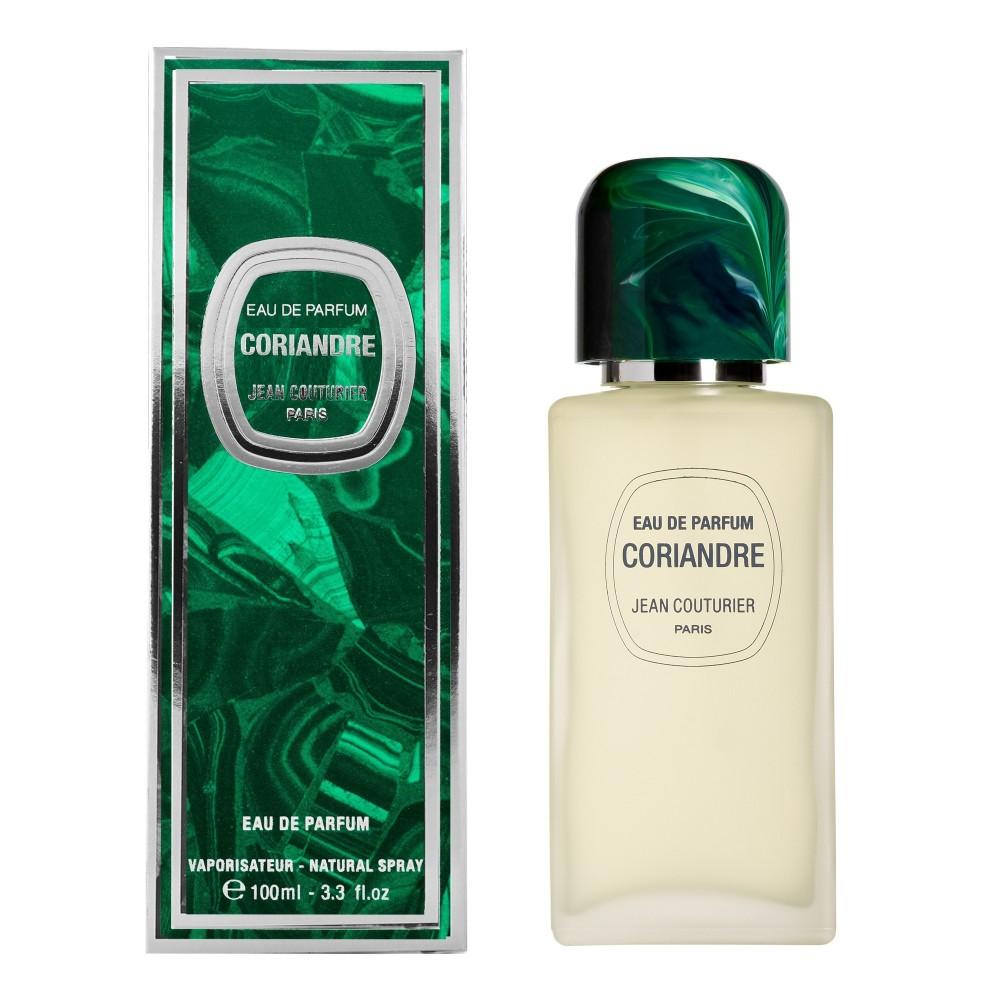 EAU DE PARFUM
CORIANDRE
JEAN COUTURIER
PARIS
EAU DE PARFUM
VAPORISATEUR - NATURAL SPRAY
℮ 100ml - 3.3 fl.oz
EAU DE PARFUM
CORIANDRE
JEAN COUTURIER
PARIS